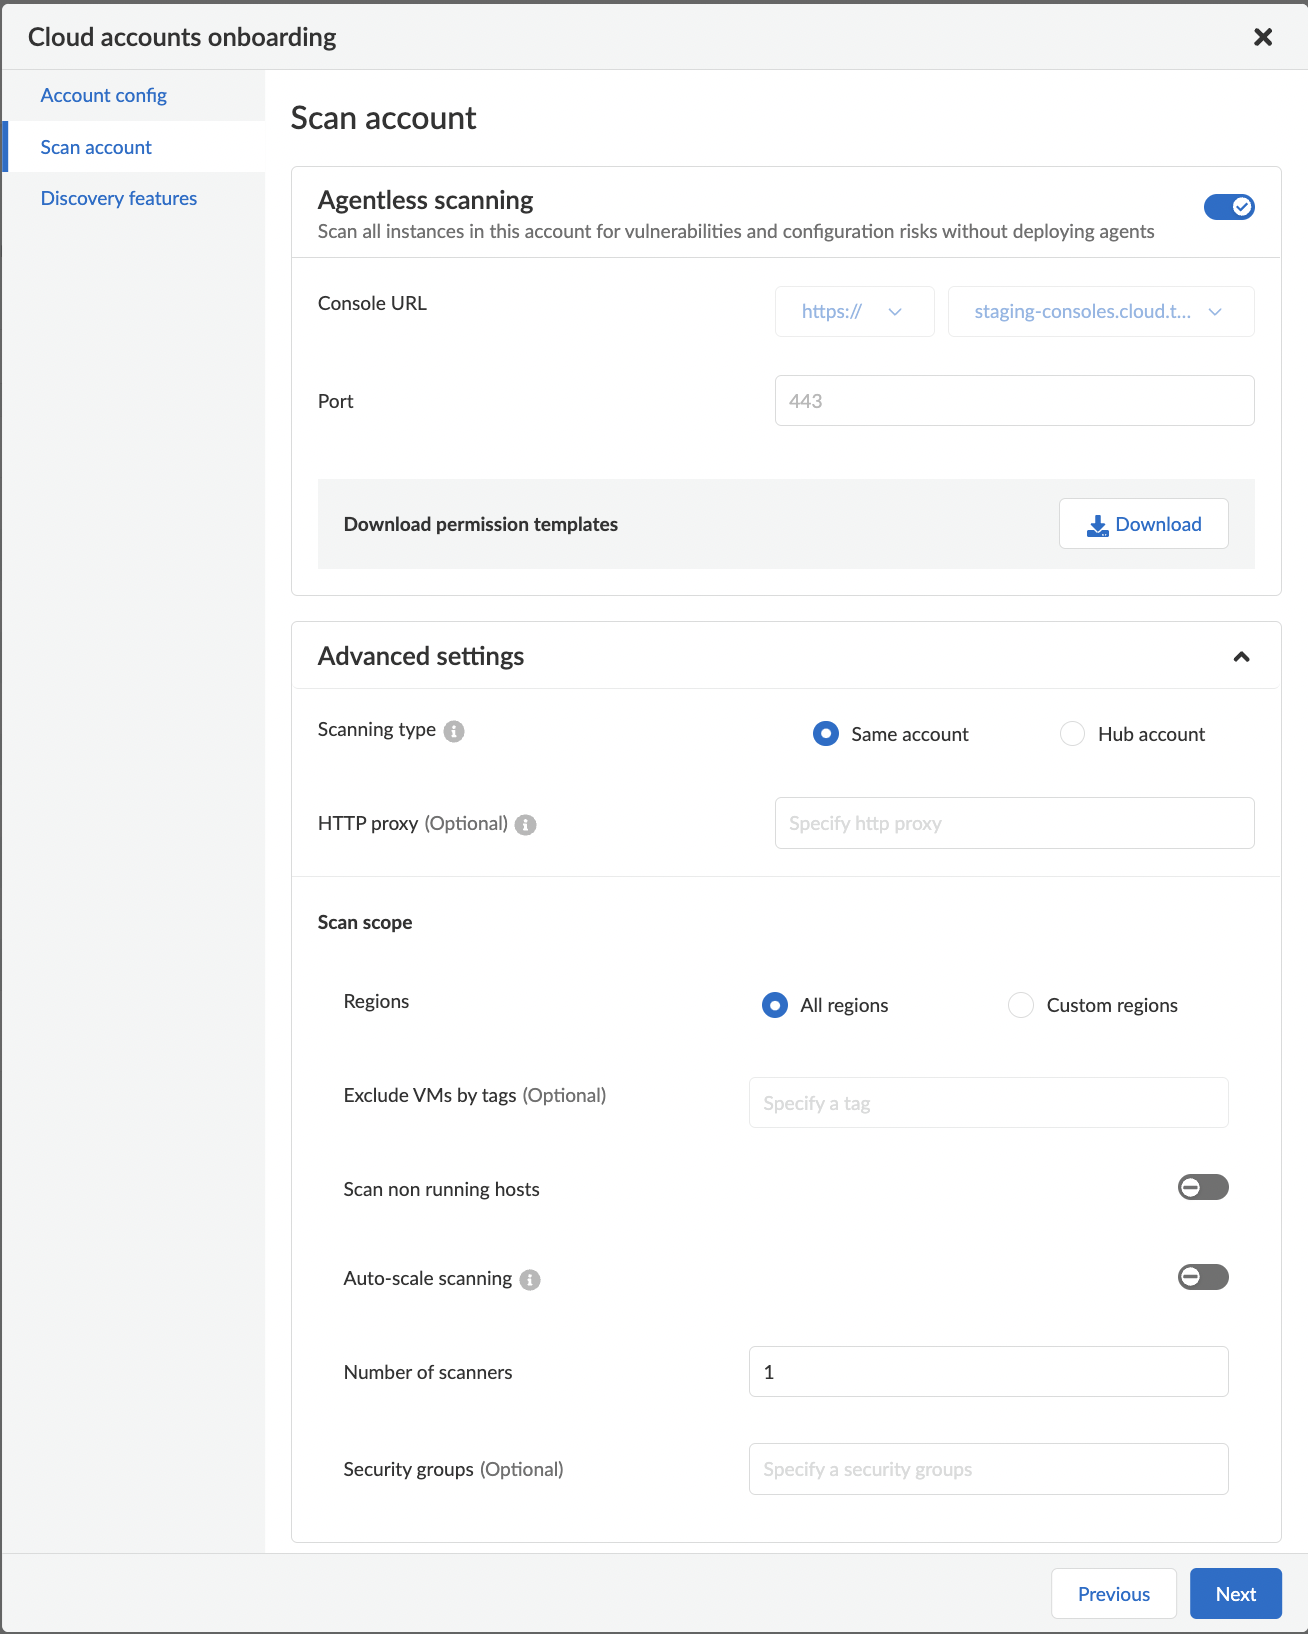 Cloud accounts onboarding
Account config
Scan account
Discovery features
Scan account
Agentless scanning
Scan all instances in this account for vulnerabilities and configuration risks without deploying agents
Console URL
https://
staging-consoles.cloud.t...
Port
443
Download permission templates
Download
Advanced settings
Scanning type
Same account
Hub account
HTTP proxy (Optional)
Specify http proxy
Scan scope
Regions
All regions
Custom regions
Exclude VMs by tags (Optional)
Specify a tag
Scan non running hosts
Auto-scale scanning
Number of scanners
1
Security groups (Optional)
Specify a security groups
Previous
Next